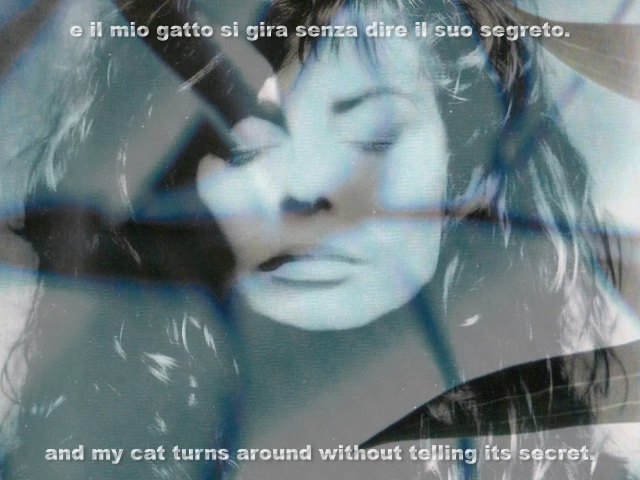 e il mio gatto si gira senza dire il suo segreto.
and my cat turns around without telling its secret.